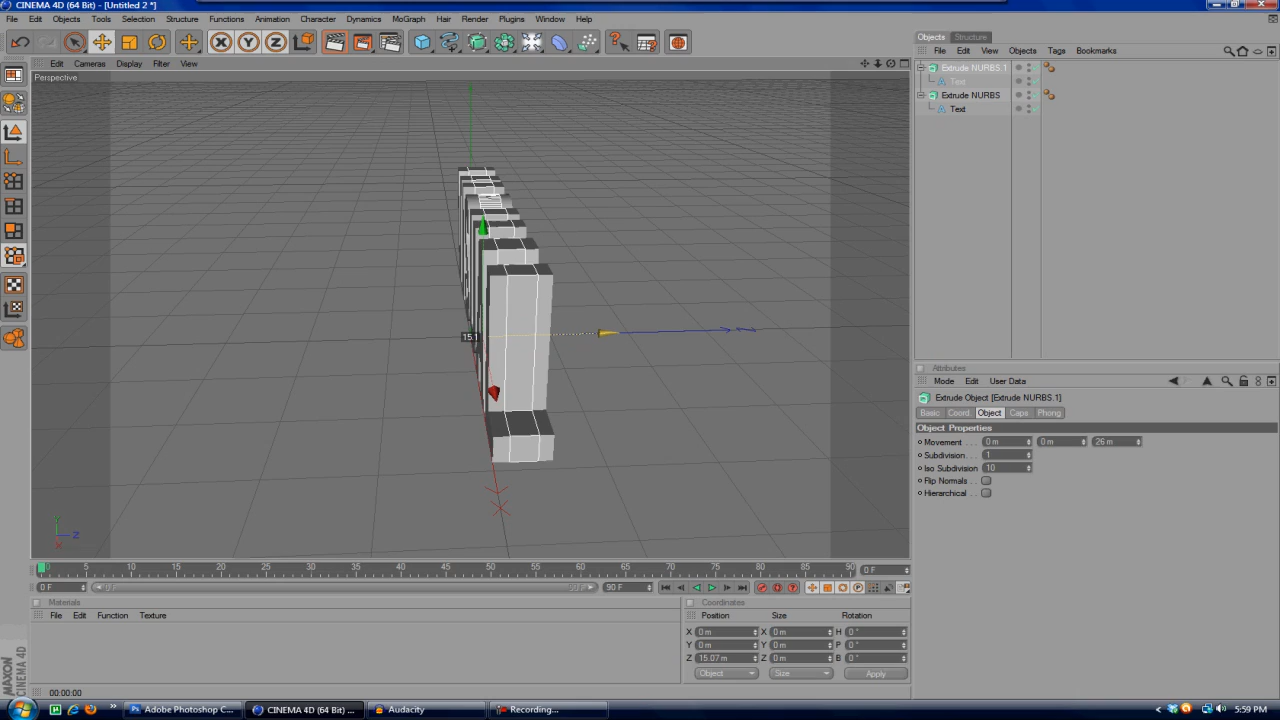 CINEMA 4D (64 Bit) - [Untitled 2 *]
File Edit Objects Tools Selection Structure Functions Animation Character Dynamics MoGraph Hair Render Plugins Window Help
X Y Z
Objects Structure
File Edit View Objects Tags Bookmarks
Edit Cameras Display Filter View
Perspective
Extrude NURBS.1
Text
Extrude NURBS
Text
15.1
Y
Z
X
Attributes
Mode Edit User Data
Extrude Object [Extrude NURBS.1]
Basic Coord. Object Caps Phong
Object Properties
Movement . . . 0 m 0 m 26 m
Subdivision. . . 1
Iso Subdivision 10
Flip Normals . .
Hierarchical . .
0 5 10 15 20 25 30 35 40 45 50 55 60 65 70 75 80 85 90 0 F
0 F 0 F 90 F 90 F
Materials
File Edit Function Texture
Coordinates
Position Size Rotation
X 0 m X 0 m H 0 °
Y 0 m Y 0 m P 0 °
Z 15.07 m Z 0 m B 0 °
Object Size Apply
MAXON CINEMA 4D
00:00:00
Adobe Photoshop C... CINEMA 4D (64 Bit) ... Audacity Recording... 5:59 PM